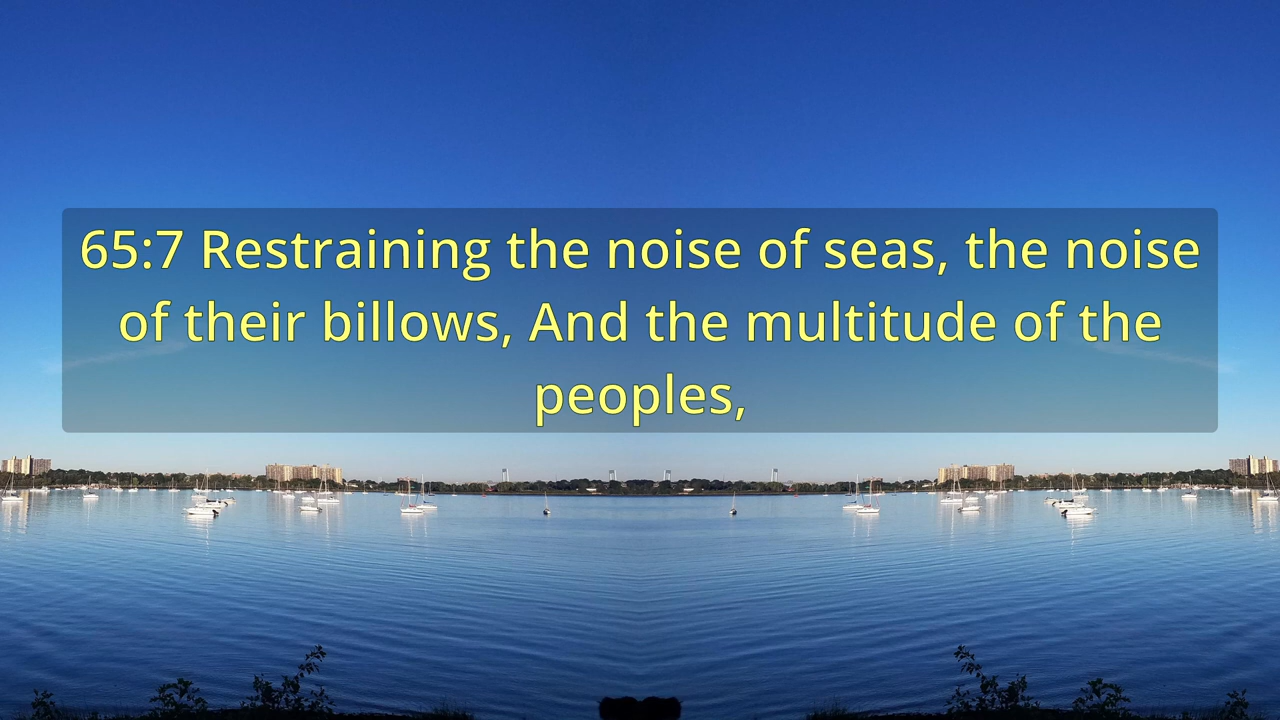 65:7 Restraining the noise of seas, the noise
of their billows, And the multitude of the
peoples,